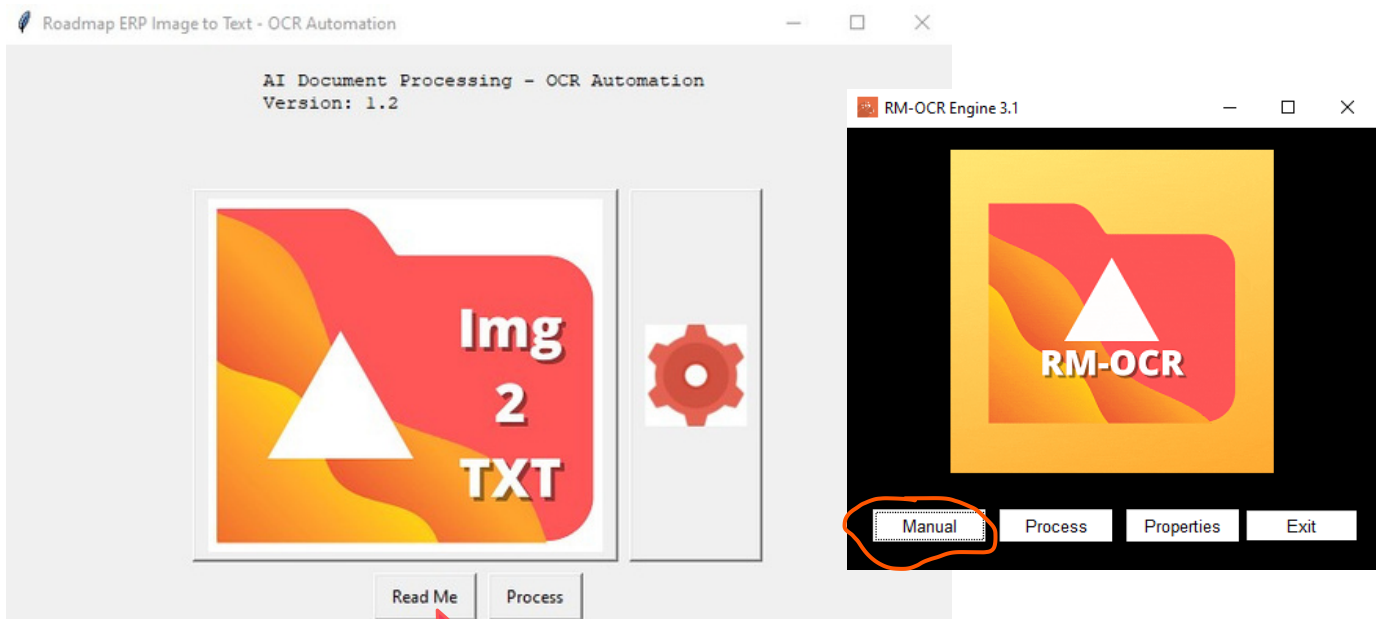 Roadmap ERP Image to Text - OCR Automation
AI Document Processing - OCR Automation
Version: 1.2
Img
2
TXT
Read Me
Process
RM-OCR Engine 3.1
RM-OCR
Manual
Process
Properties
Exit